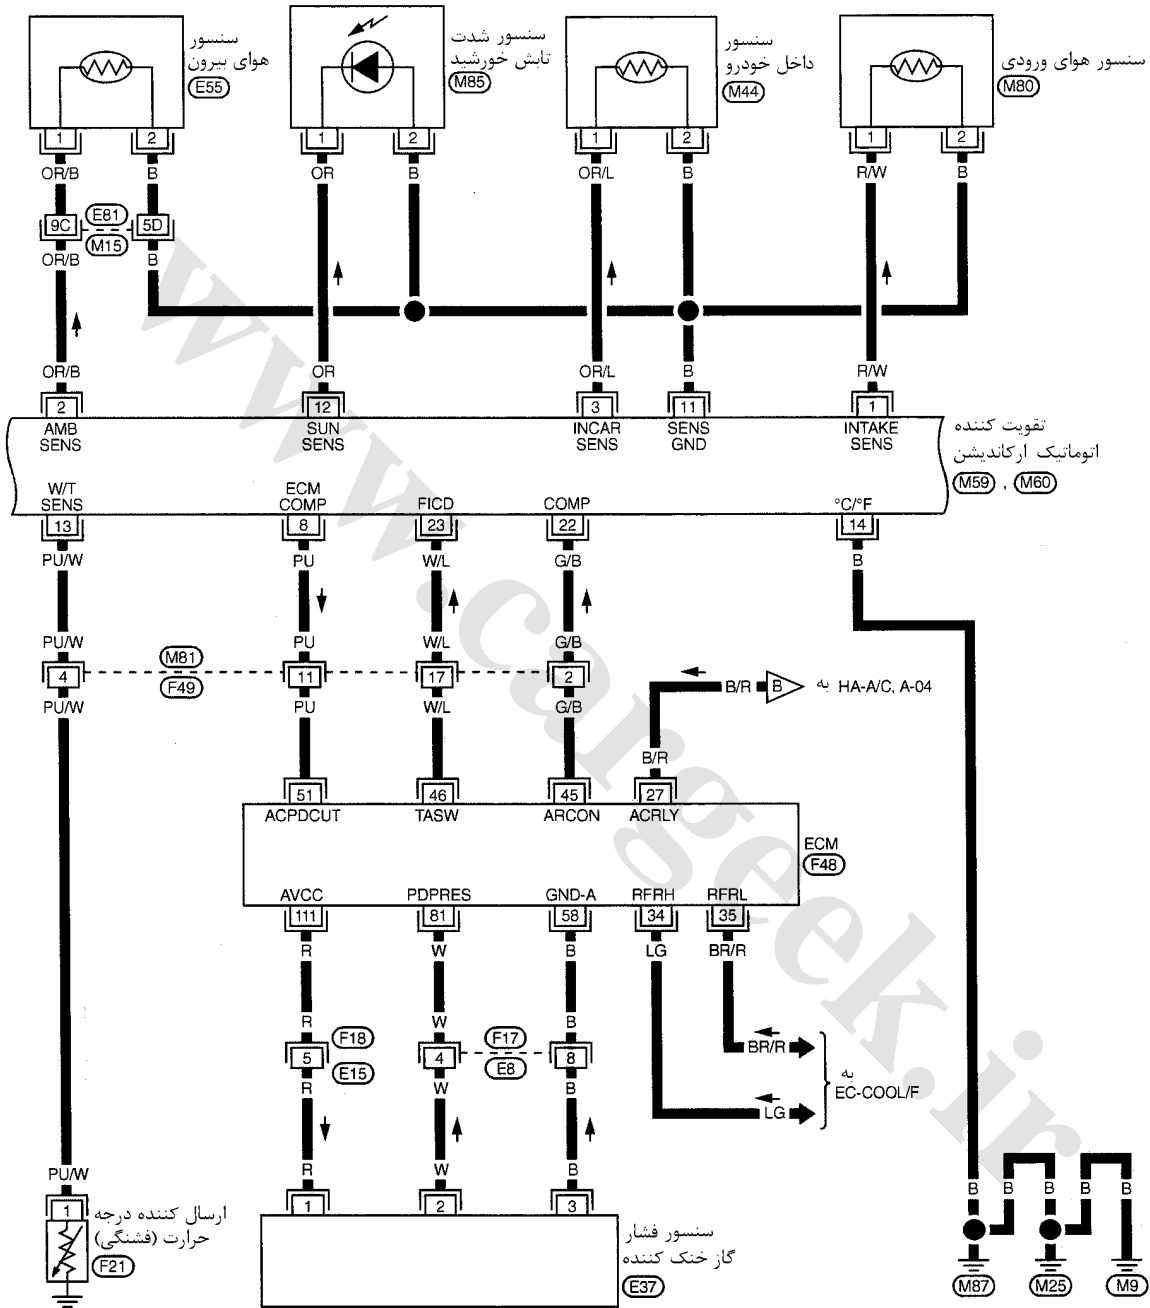 سنسور
هوای بیرون
E55
سنسور شدت
تابش خورشید
M85
سنسور
داخل خودرو
M44
سنسور هوای ورودی
M80
1 2 1 2 1 2 1 2
OR/B B OR B OR/L B R/W B
9C E81 5D
M15
OR/B B
OR/B OR OR/L B R/W
2 12 3 11 1
AMB SENS
SUN SENS
INCAR SENS
SENS GND
INTAKE SENS
تقویت کننده
اتوماتیک ارکاندیشن
M59 , M60
W/T SENS
ECM COMP
FICD
COMP
°C/°F
13 8 23 22 14
PU/W PU W/L G/B B
PU/W PU W/L G/B
M81
4 11 17 2
F49
PU/W PU W/L G/B
B/R B به HA-A/C, A-04
B/R
51 46 45 27
ACPDCUT TASW ARCON ACRLY
ECM
F48
AVCC PDPRES GND-A RFRH RFRL
111 81 58 34 35
R W B LG BR/R
R W B
F18 F17
5 4 8
E15 E8
R W B
BR/R
به
EC-COOL/F
LG
R W B
1 2 3
سنسور فشار
گاز خنک کننده
E37
PU/W
1
ارسال کننده درجه
حرارت (فشنگی)
F21
B B B B B
M87 M25 M9
www.cargeek.ir